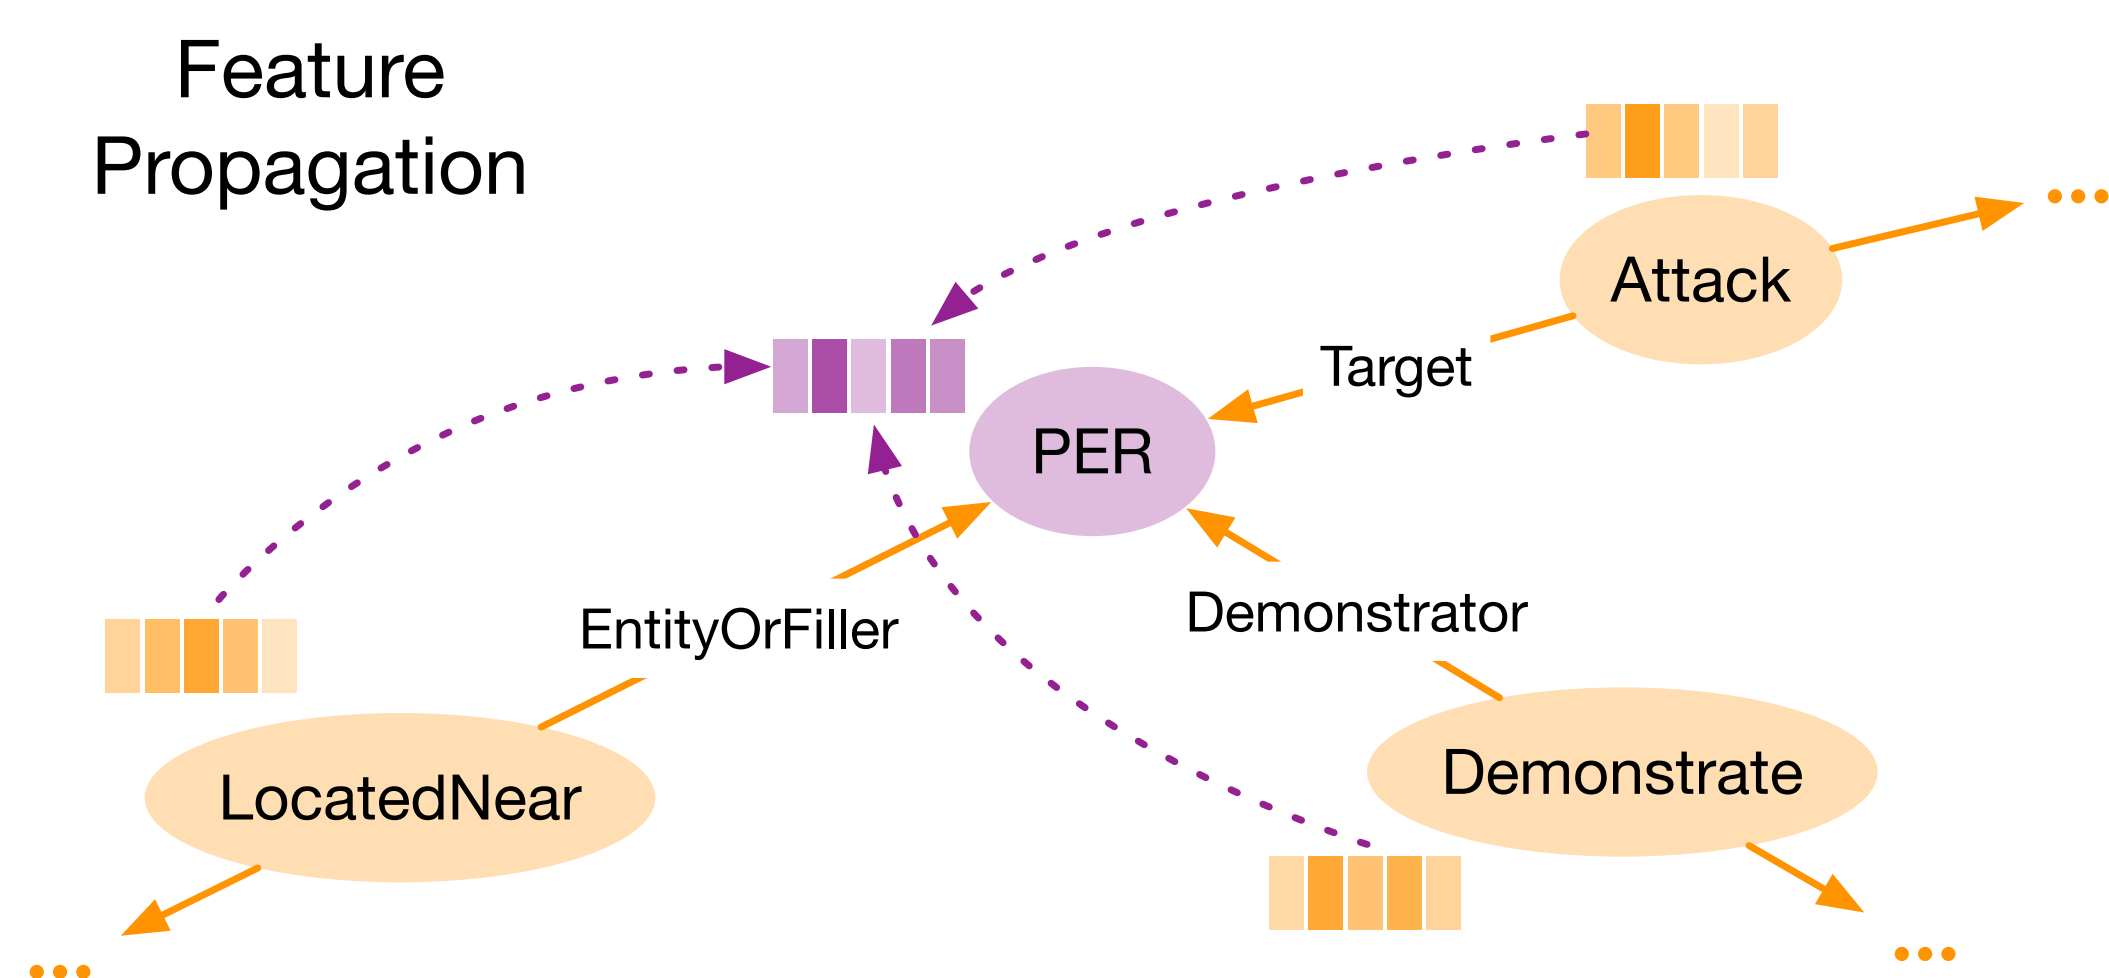 Feature
Propagation
Attack
Target
PER
EntityOrFiller
Demonstrator
LocatedNear
Demonstrate